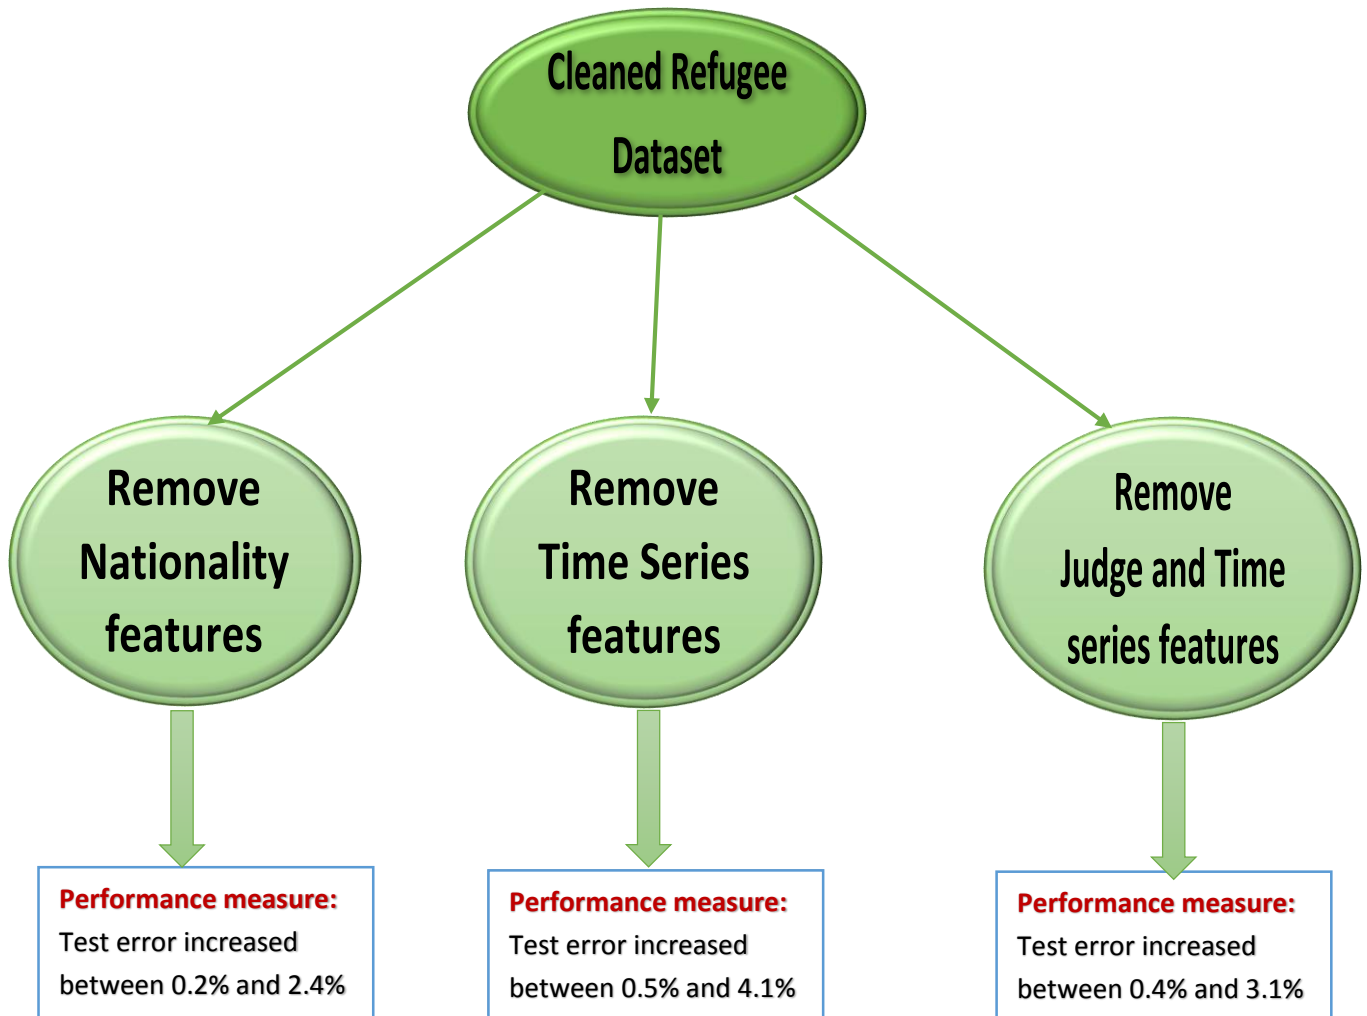 Cleaned Refugee
Dataset
Remove
Nationality
features
Remove
Time Series
features
Remove
Judge and Time
series features
Performance measure:
Test error increased
between 0.2% and 2.4%
Performance measure:
Test error increased
between 0.5% and 4.1%
Performance measure:
Test error increased
between 0.4% and 3.1%